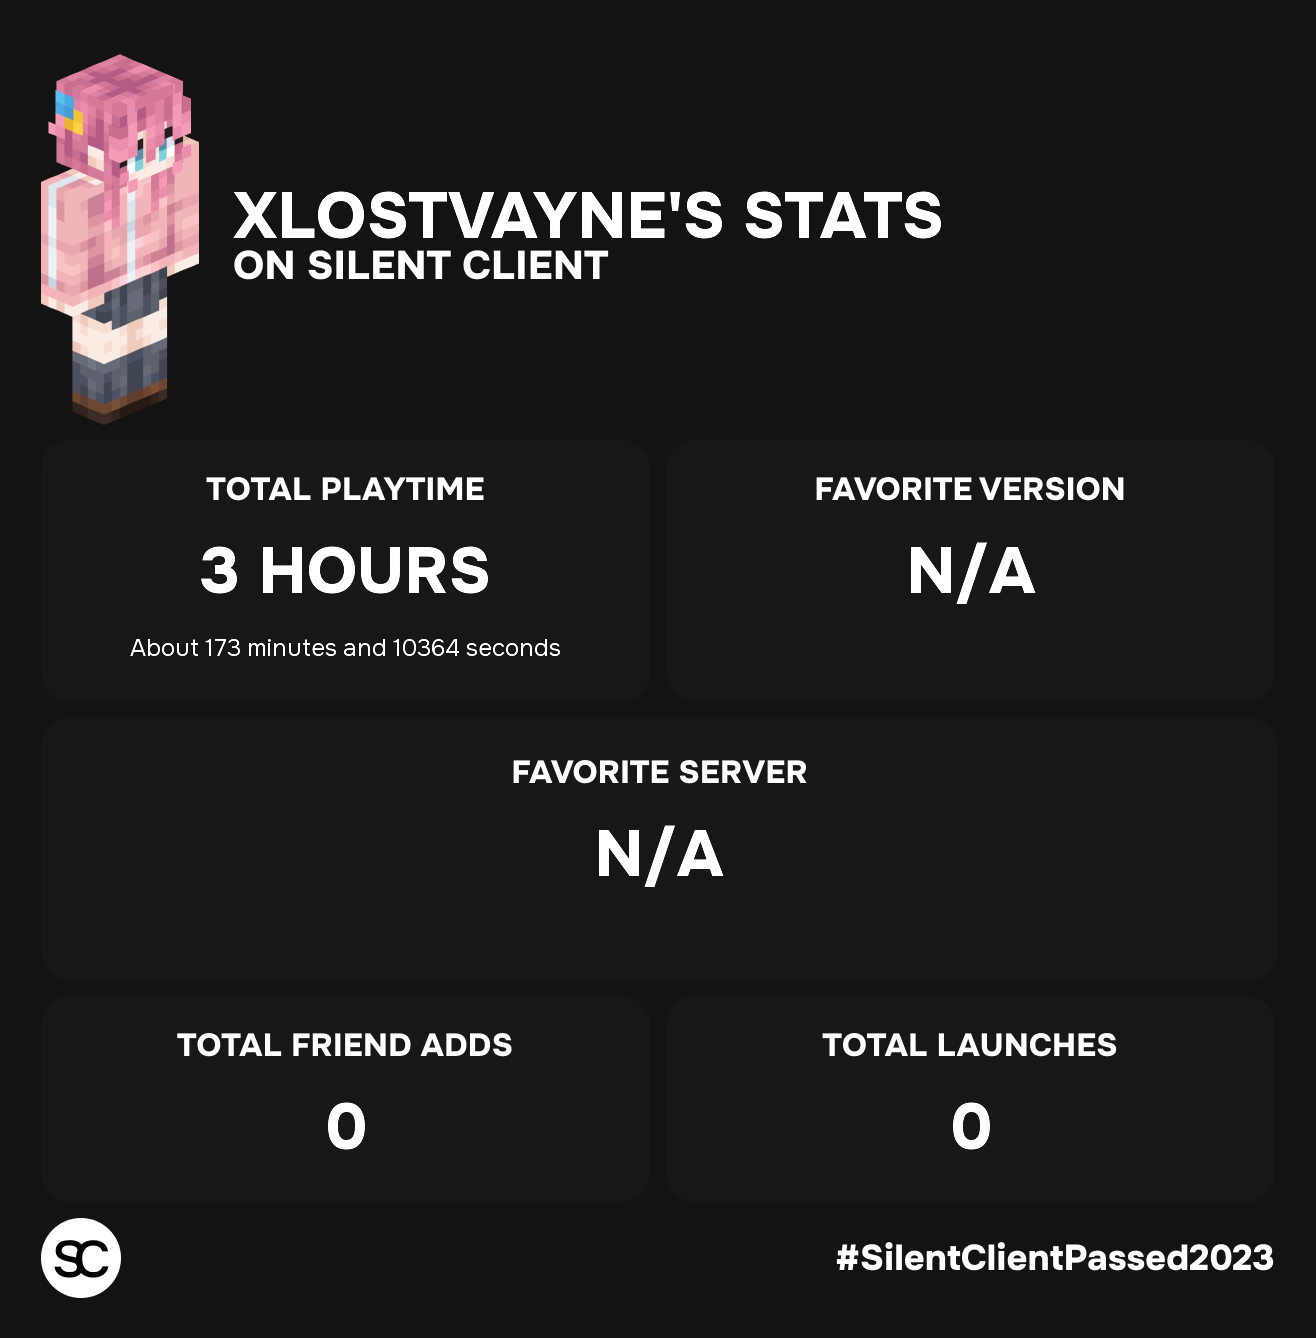 XLOSTVAYNE'S STATS
ON SILENT CLIENT
TOTAL PLAYTIME
3 HOURS
About 173 minutes and 10364 seconds
FAVORITE VERSION
N/A
FAVORITE SERVER
N/A
TOTAL FRIEND ADDS
0
TOTAL LAUNCHES
0
SC
#SilentClientPassed2023